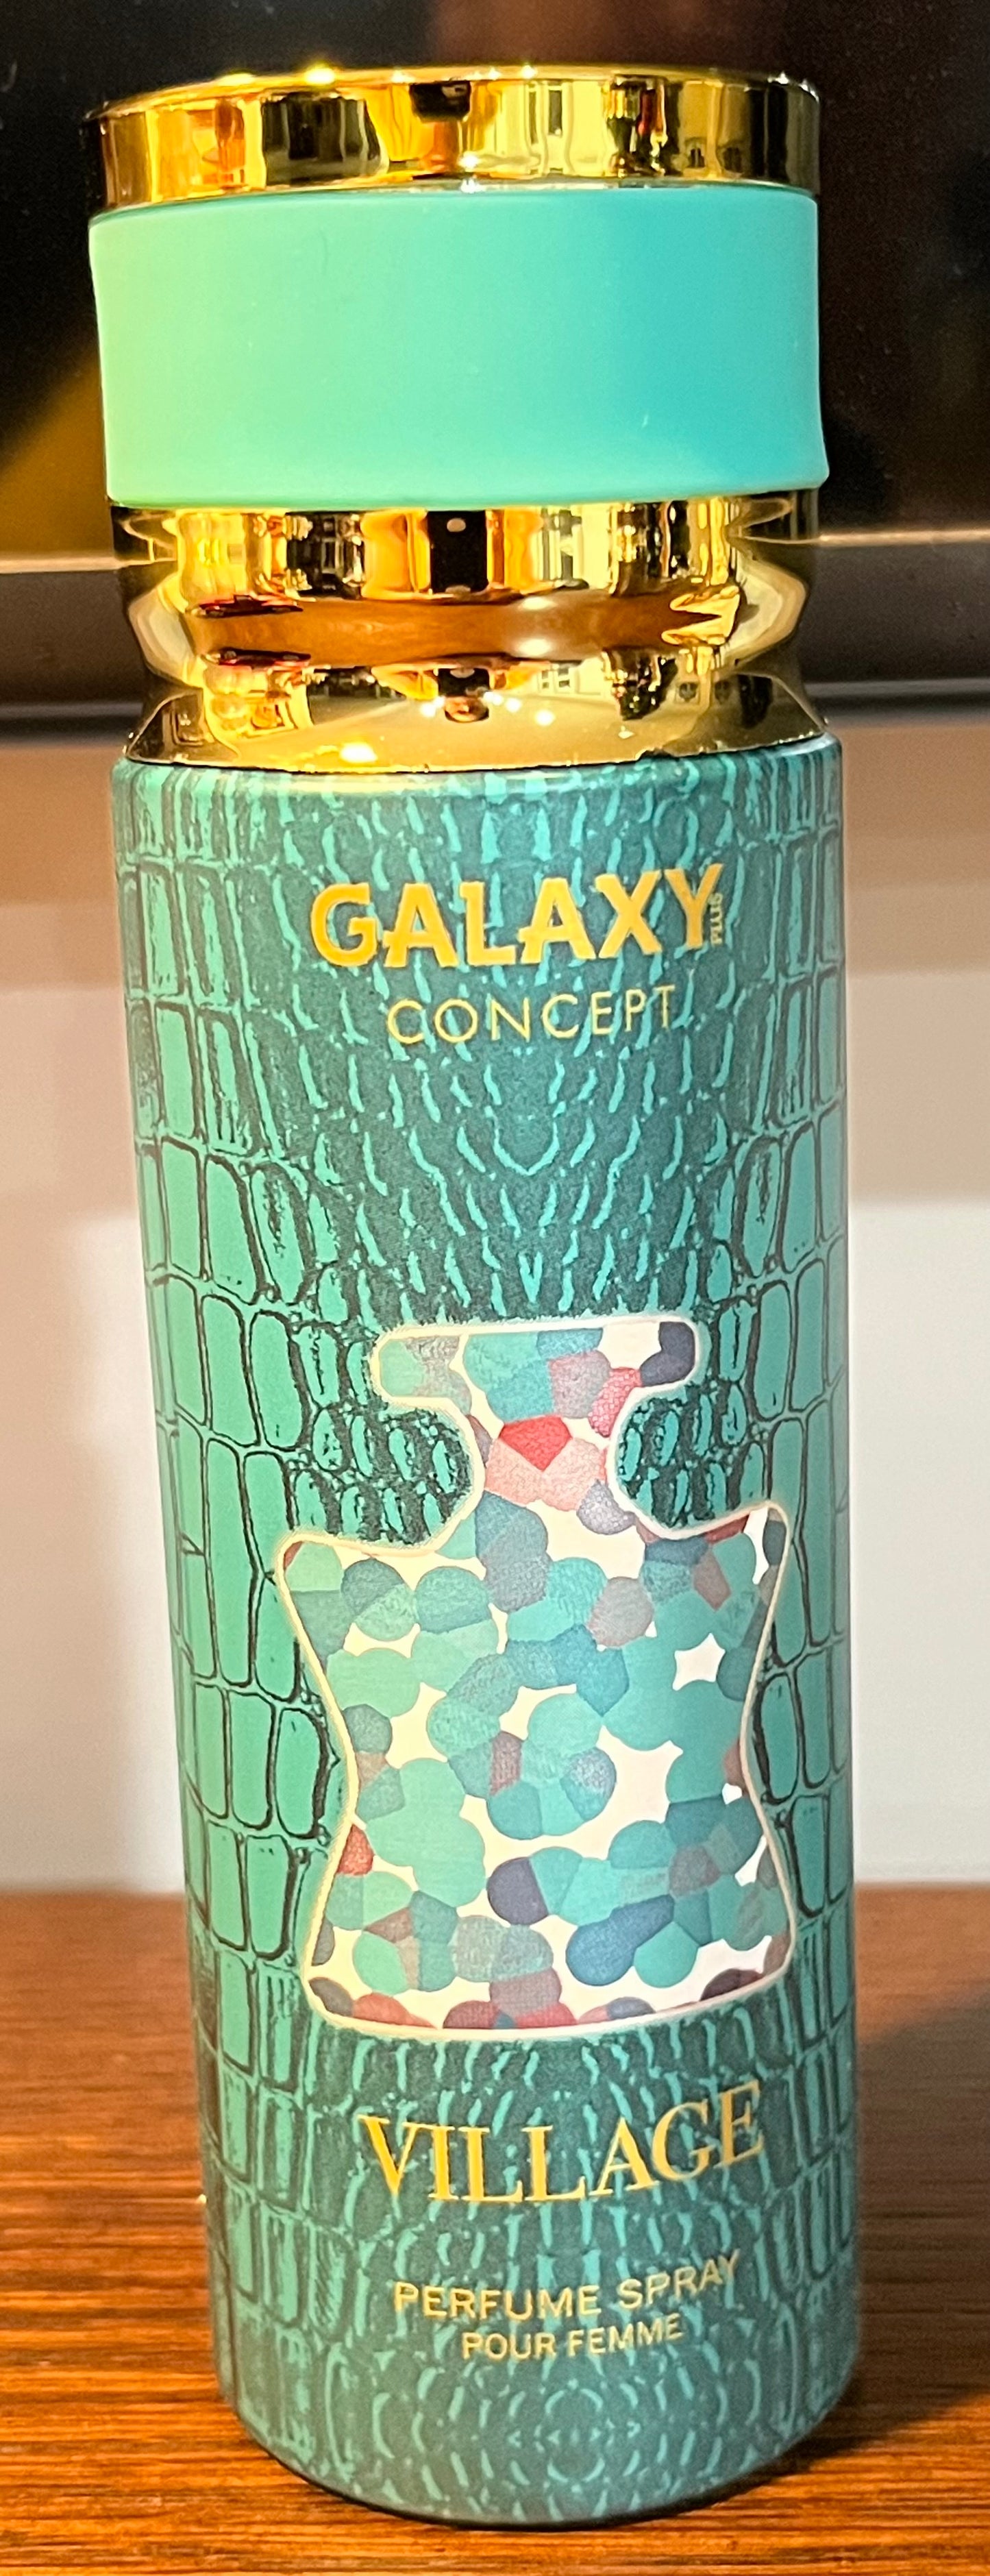 GALAXY PLUS
CONCEPT
VILLAGE
PERFUME SPRAY
POUR FEMME